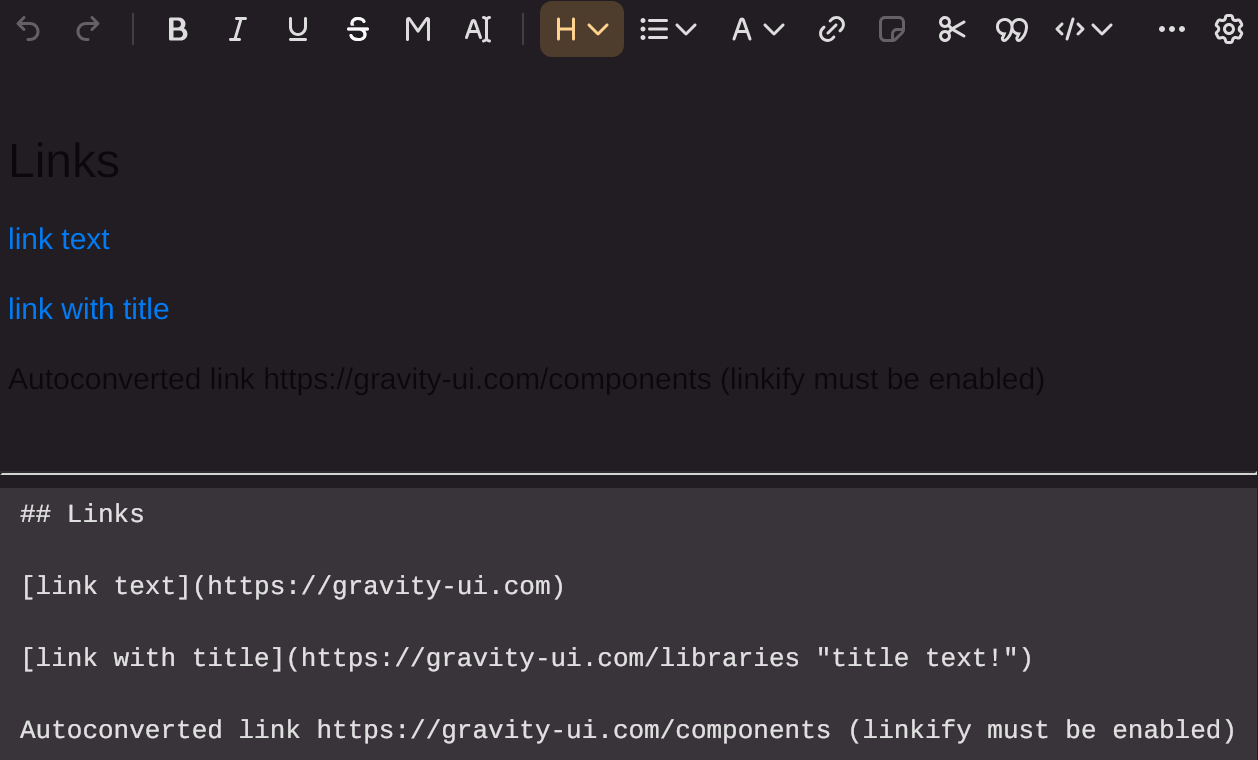 B I U S M A H A </> ...
Links
link text
link with title
Autoconverted link https://gravity-ui.com/components (linkify must be enabled)
## Links
[link text](https://gravity-ui.com)
[link with title](https://gravity-ui.com/libraries "title text!")
Autoconverted link https://gravity-ui.com/components (linkify must be enabled)